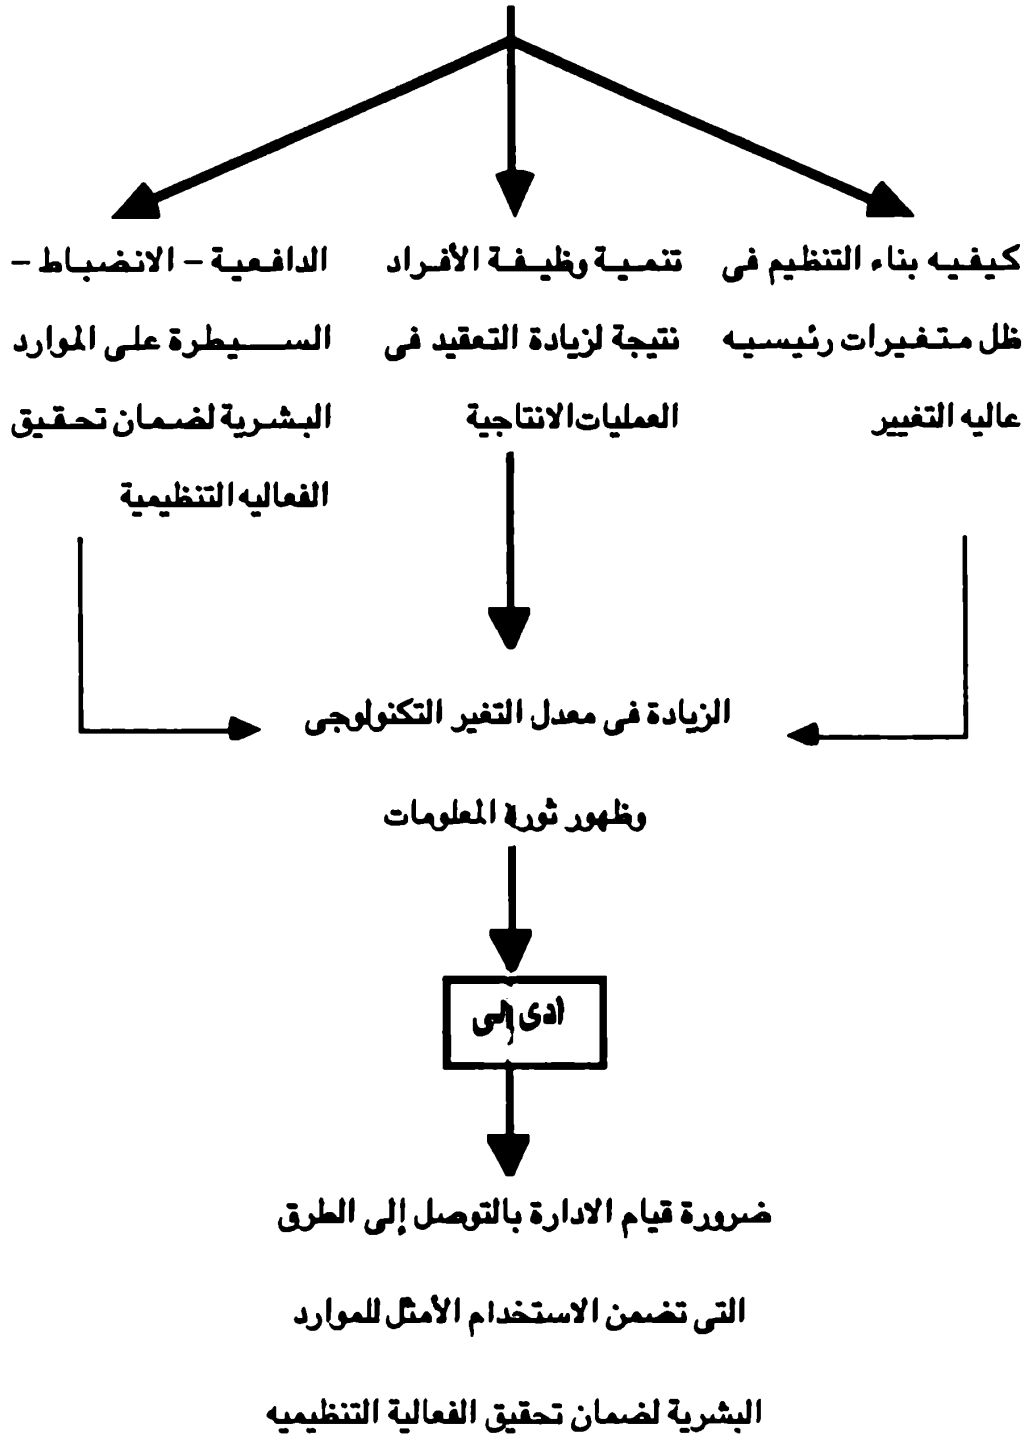 كيفيه بناء التنظيم فى
ظل متغيرات رئيسيه
عاليه التغيير
تنمية وظيفة الأفراد
نتيجة لزيادة التعقيد فى
العمليات الانتاجية
الدافعية – الانضباط –
السيطرة على الموارد
البشرية لضمان تحقيق
الفعاليه التنظيمية
الزيادة فى معدل التغير التكنولوجى
وظهور ثورة المعلومات
ادى إلى
ضرورة قيام الادارة بالتوصل إلى الطرق
التى تضمن الاستخدام الأمثل للموارد
البشرية لضمان تحقيق الفعالية التنظيميه